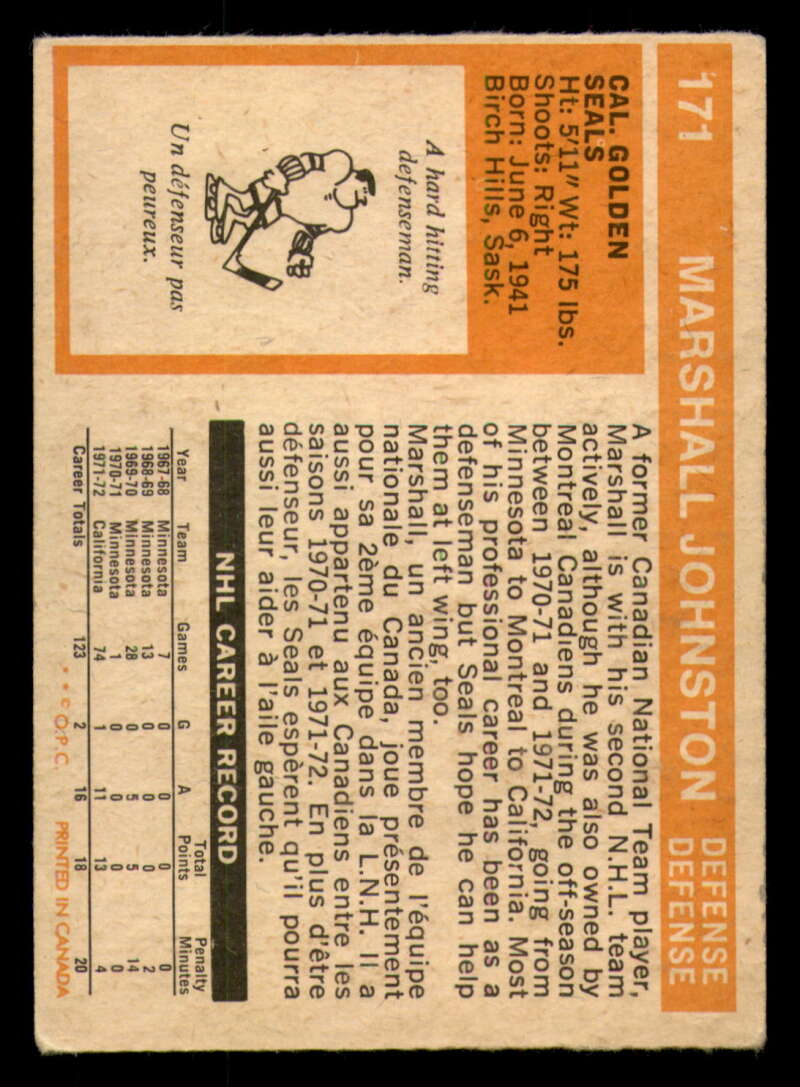 171 MARSHALL JOHNSTON DEFENSE
DEFENSE
CAL. GOLDEN
SEALS
Ht: 5'11" Wt: 175 lbs.
Shoots: Right
Born: June 6, 1941
Birch Hills, Sask.
A hard hitting
defenseman.
Un défenseur pas
peureux.
A former Canadian National Team player,
Marshall is with his second N.H.L. team
actively, although he was also owned by
Montreal Canadiens during the off-season
between 1970-71 and 1971-72, going from
Minnesota to Montreal to California. Most
of his professional career has been as a
defenseman but Seals hope he can help
them at left wing, too.
Marshall, un ancien membre de l'équipe
nationale du Canada, joue présentement
pour sa 2ème équipe dans la L.N.H. Il a
aussi appartenu aux Canadiens entre les
saisons 1970-71 et 1971-72. En plus d'être
défenseur, les Seals espèrent qu'il pourra
aussi leur aider à l'aile gauche.
NHL CAREER RECORD
Year Team Games G A Total Points Penalty Minutes
1967-68 Minnesota 7 0 0 0 0
1968-69 Minnesota 13 0 0 0 2
1969-70 Minnesota 28 0 5 5 14
1970-71 Minnesota 1 0 0 0 0
1971-72 California 74 1 11 13 4
Career Totals 123 2 16 18 20
* * © O.P.C. PRINTED IN CANADA